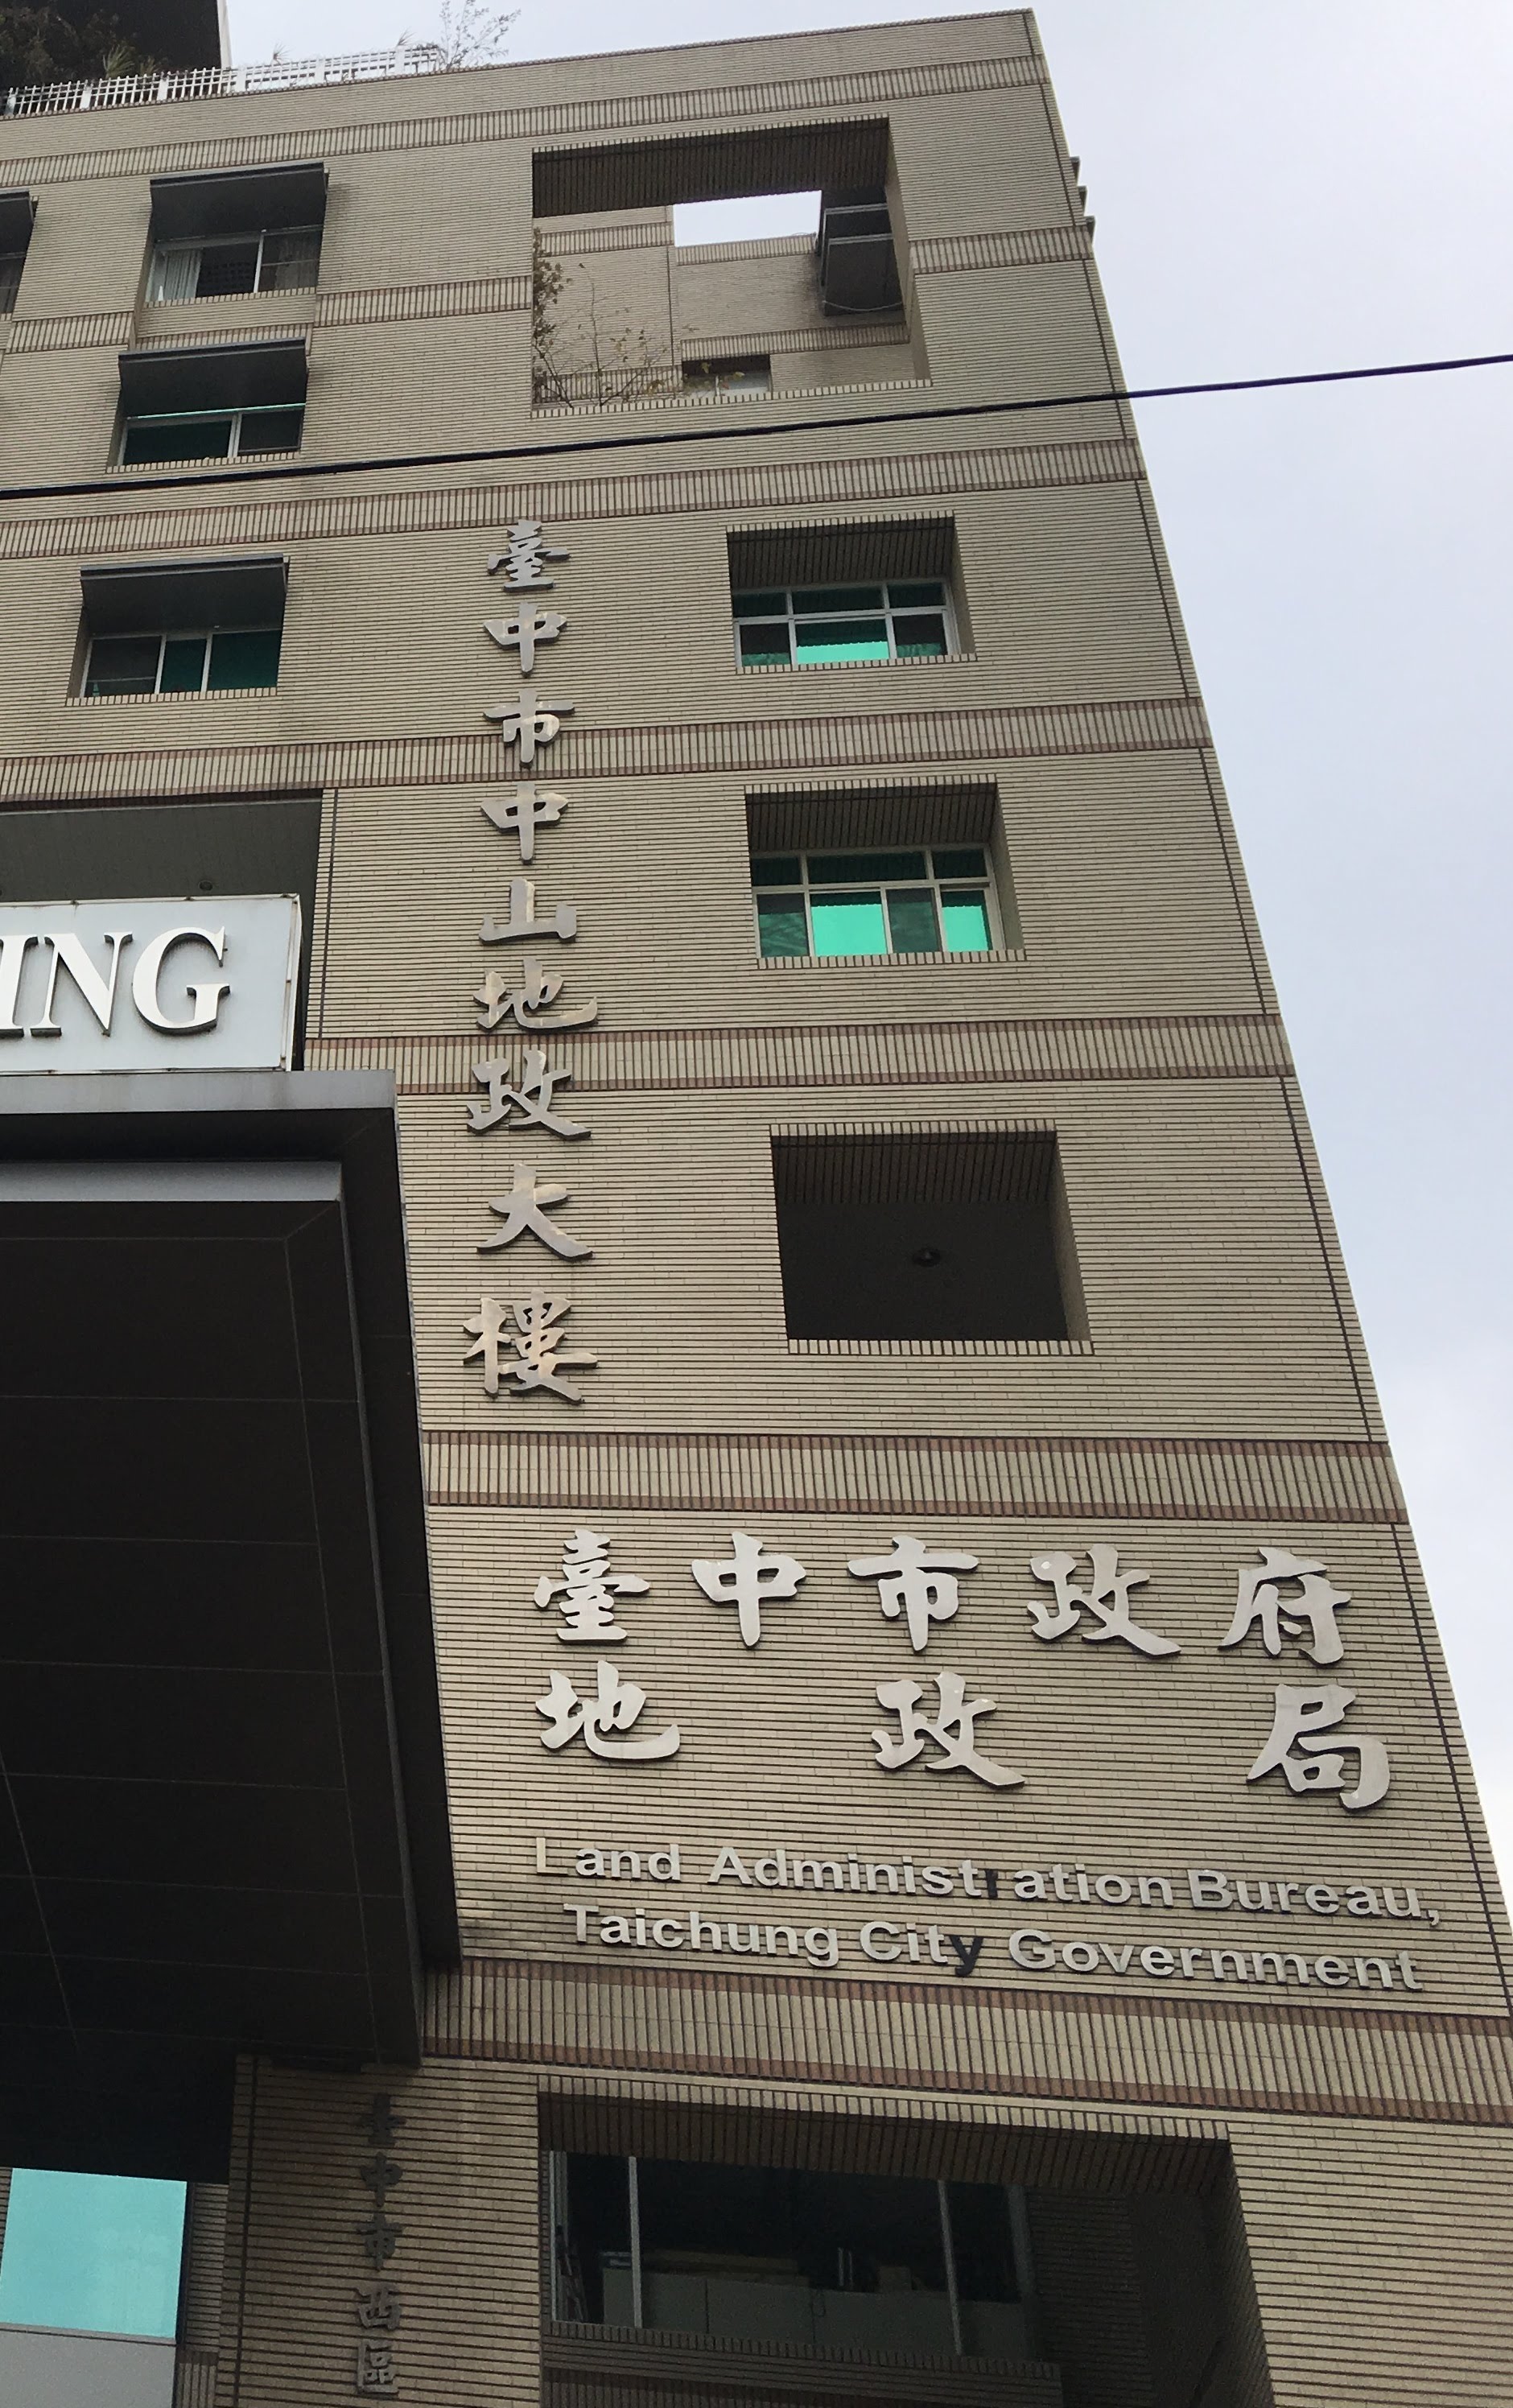 臺中市中山地政大樓
ING
臺中市政府
地政局
Land Administration Bureau,
Taichung City Government
臺中市西區